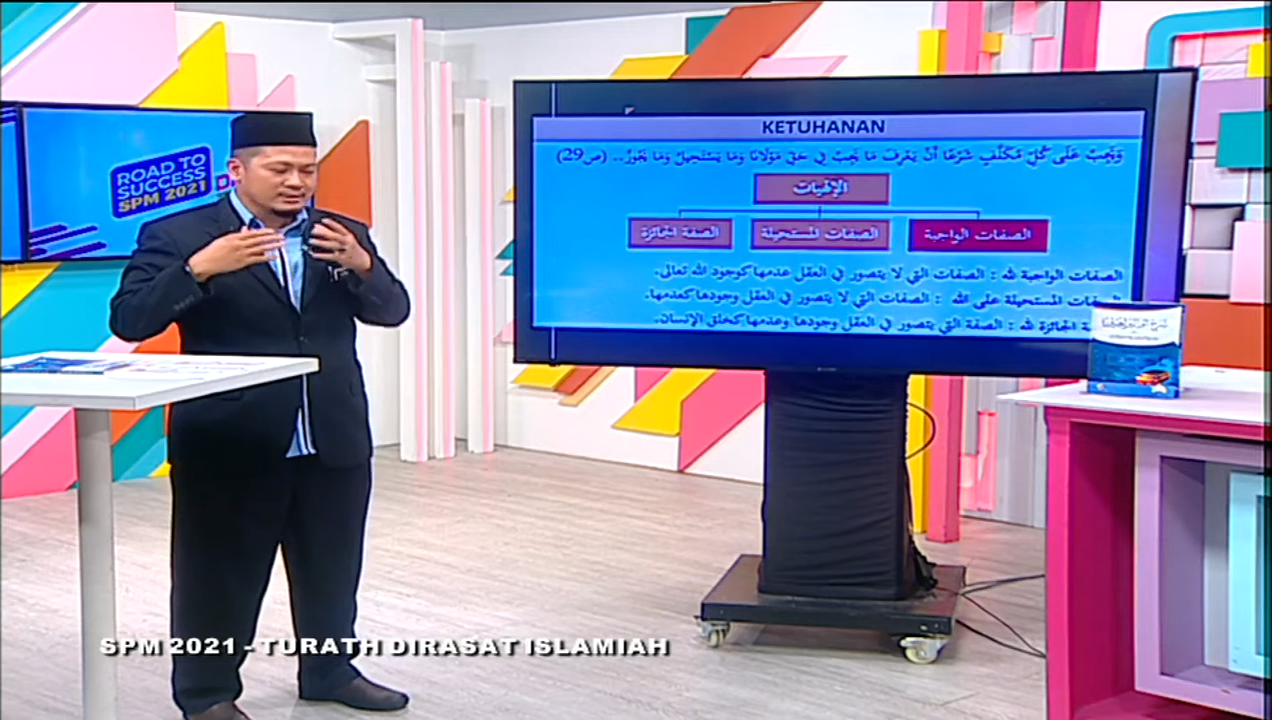 ROAD TO
SUCCESS
SPM 2021
KETUHANAN
وَيَجِبُ عَلَى كُلِّ مُكَلَّفٍ شَرْعًا أَنْ يَعْرِفَ مَا يَجِبُ فِي حَقِّ مَوْلَانَا وَمَا يَسْتَحِيلُ وَمَا يَجُوزُ.. (ص29)
الإلهيات
الصفات الواجبة
الصفات المستحيلة
الصفة الجائزة
الصفات الواجبة لله : الصفات التي لا يتصور في العقل عدمها كوجود الله تعالى.
المستحيلة على الله : الصفات التي لا يتصور في العقل وجودها كعدمها.
الجائزة لله : الصفة التي يتصور في العقل وجودها وعدمها كخلق الإنسان.
SPM 2021 - TURATH DIRASAT ISLAMIAH